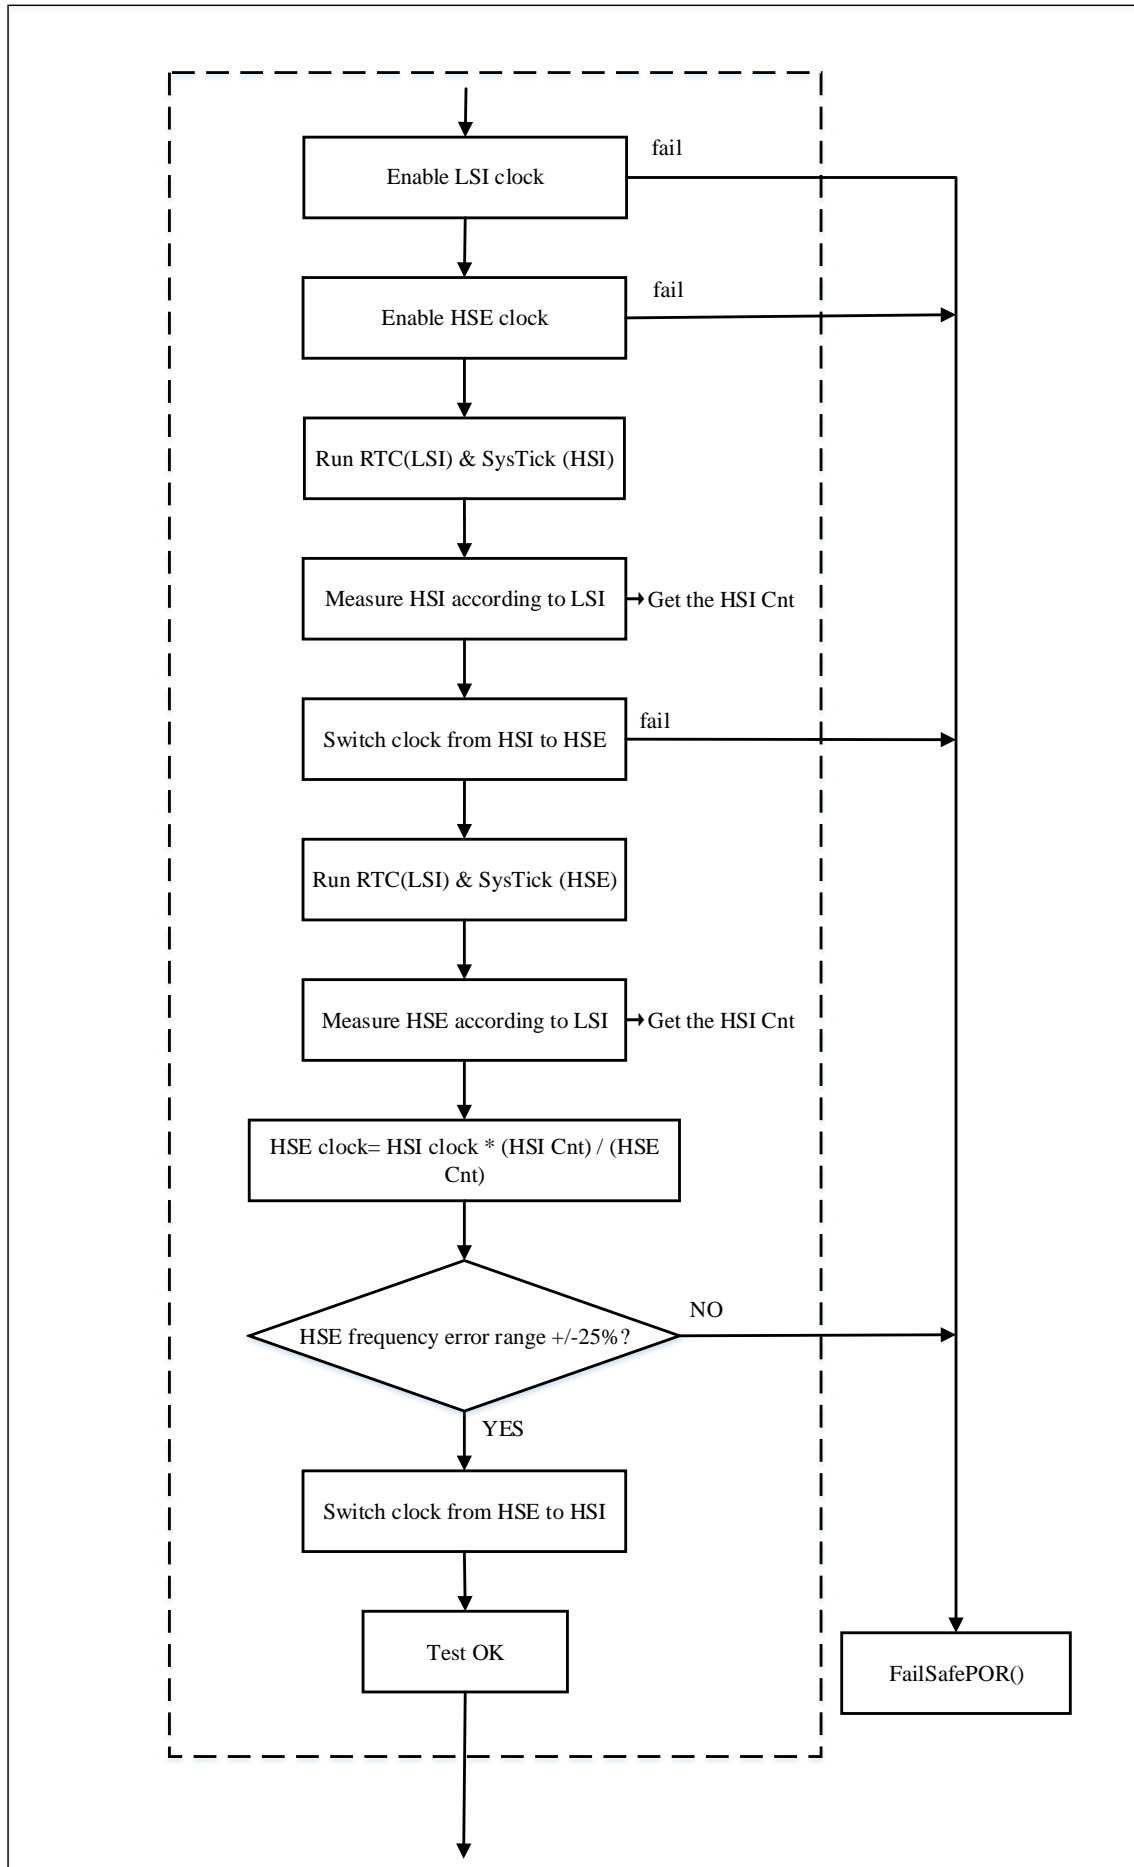 Enable LSI clock
fail
Enable HSE clock
fail
Run RTC(LSI) & SysTick (HSI)
Measure HSI according to LSI
Get the HSI Cnt
Switch clock from HSI to HSE
fail
Run RTC(LSI) & SysTick (HSE)
Measure HSE according to LSI
Get the HSI Cnt
HSE clock= HSI clock * (HSI Cnt) / (HSE
Cnt)
HSE frequency error range +/-25%?
NO
YES
Switch clock from HSE to HSI
Test OK
FailSafePOR()